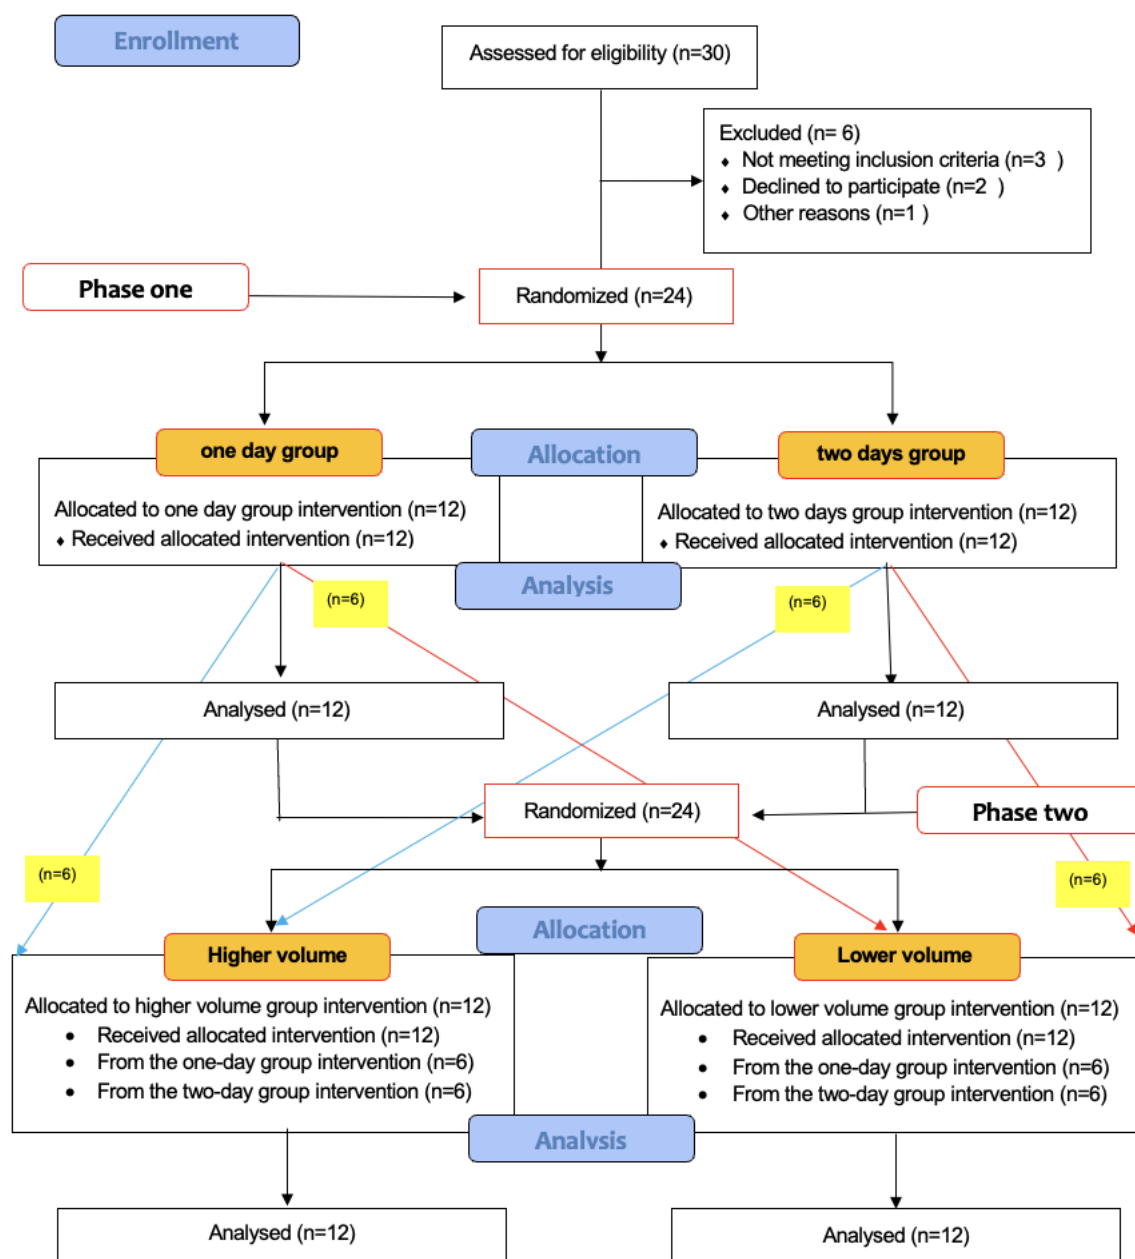 Enrollment
Assessed for eligibility (n=30)
Excluded (n= 6)
♦ Not meeting inclusion criteria (n=3 )
♦ Declined to participate (n=2 )
♦ Other reasons (n=1 )
Phase one
Randomized (n=24)
one day group
Allocation
two days group
Allocated to one day group intervention (n=12)
♦ Received allocated intervention (n=12)
Allocated to two days group intervention (n=12)
♦ Received allocated intervention (n=12)
Analysis
(n=6)
(n=6)
Analysed (n=12)
Analysed (n=12)
Randomized (n=24)
Phase two
(n=6)
(n=6)
Higher volume
Allocation
Lower volume
Allocated to higher volume group intervention (n=12)
• Received allocated intervention (n=12)
• From the one-day group intervention (n=6)
• From the two-day group intervention (n=6)
Allocated to lower volume group intervention (n=12)
• Received allocated intervention (n=12)
• From the one-day group intervention (n=6)
• From the two-day group intervention (n=6)
Analysis
Analysed (n=12)
Analysed (n=12)